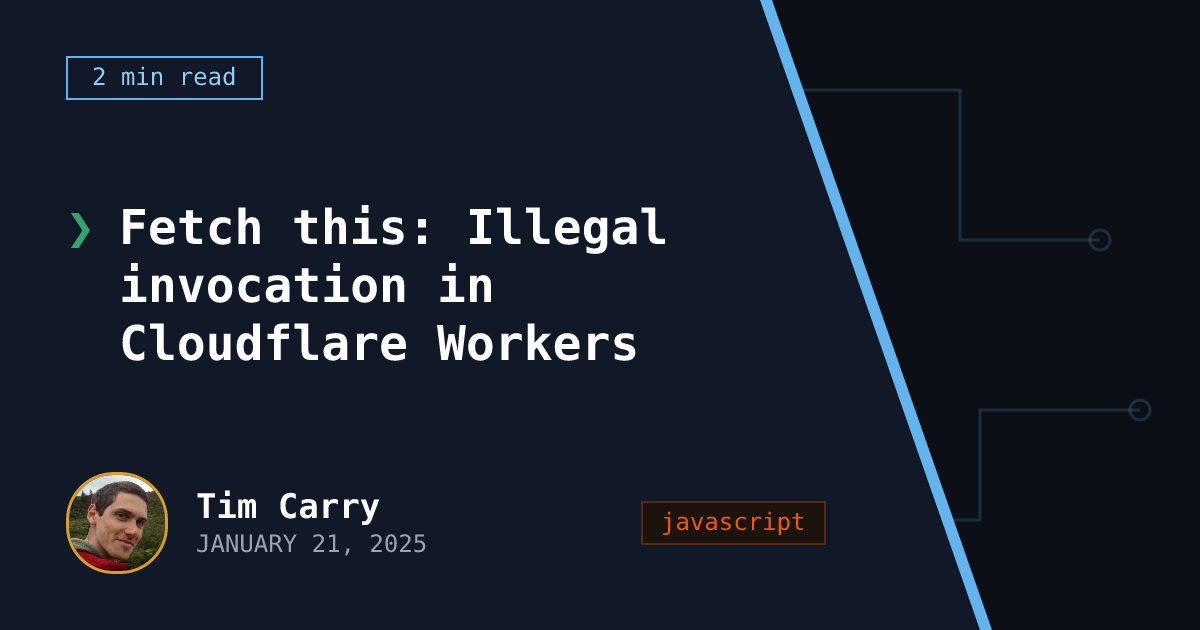 2 min read
❯ Fetch this: Illegal
invocation in
Cloudflare Workers
Tim Carry
JANUARY 21, 2025
javascript